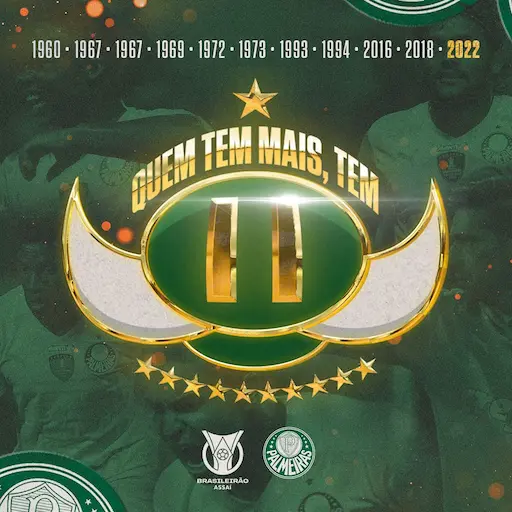 1960 • 1967 • 1967 • 1969 • 1972 • 1973 • 1993 • 1994 • 2016 • 2018 • 2022
QUEM TEM MAIS, TEM
11
BRASILEIRÃO
ASSAÍ
PALMEIRAS